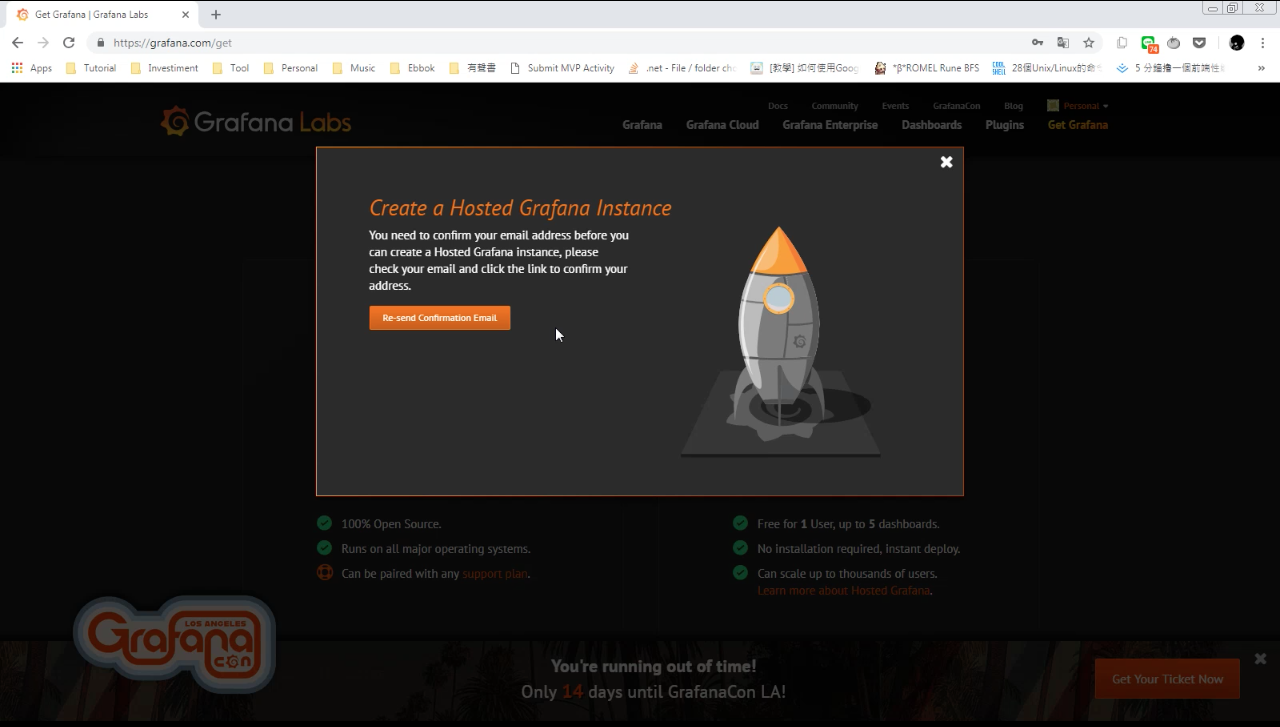 Get Grafana | Grafana Labs
https://grafana.com/get
74
Apps
Tutorial
Investiment
Tool
Personal
Music
Ebbok
有聲書
Submit MVP Activity
.net - File / folder cho
[教學] 如何使用Goog
*β*ROMEL Rune BFS
COOL SHELL
28個Unix/Linux的命令
5 分鐘擼一個前端性能
»
Grafana Labs
Docs
Community
Events
GrafanaCon
Blog
Personal
Grafana
Grafana Cloud
Grafana Enterprise
Dashboards
Plugins
Get Grafana
Create a Hosted Grafana Instance
You need to confirm your email address before you
can create a Hosted Grafana instance, please
check your email and click the link to confirm your
address.
Re-send Confirmation Email
100% Open Source.
Runs on all major operating systems.
Can be paired with any support plan.
Free for 1 User, up to 5 dashboards.
No installation required, instant deploy.
Can scale up to thousands of users.
Learn more about Hosted Grafana.
LOS ANGELES
Grafana
con
You're running out of time!
Only 14 days until GrafanaCon LA!
Get Your Ticket Now